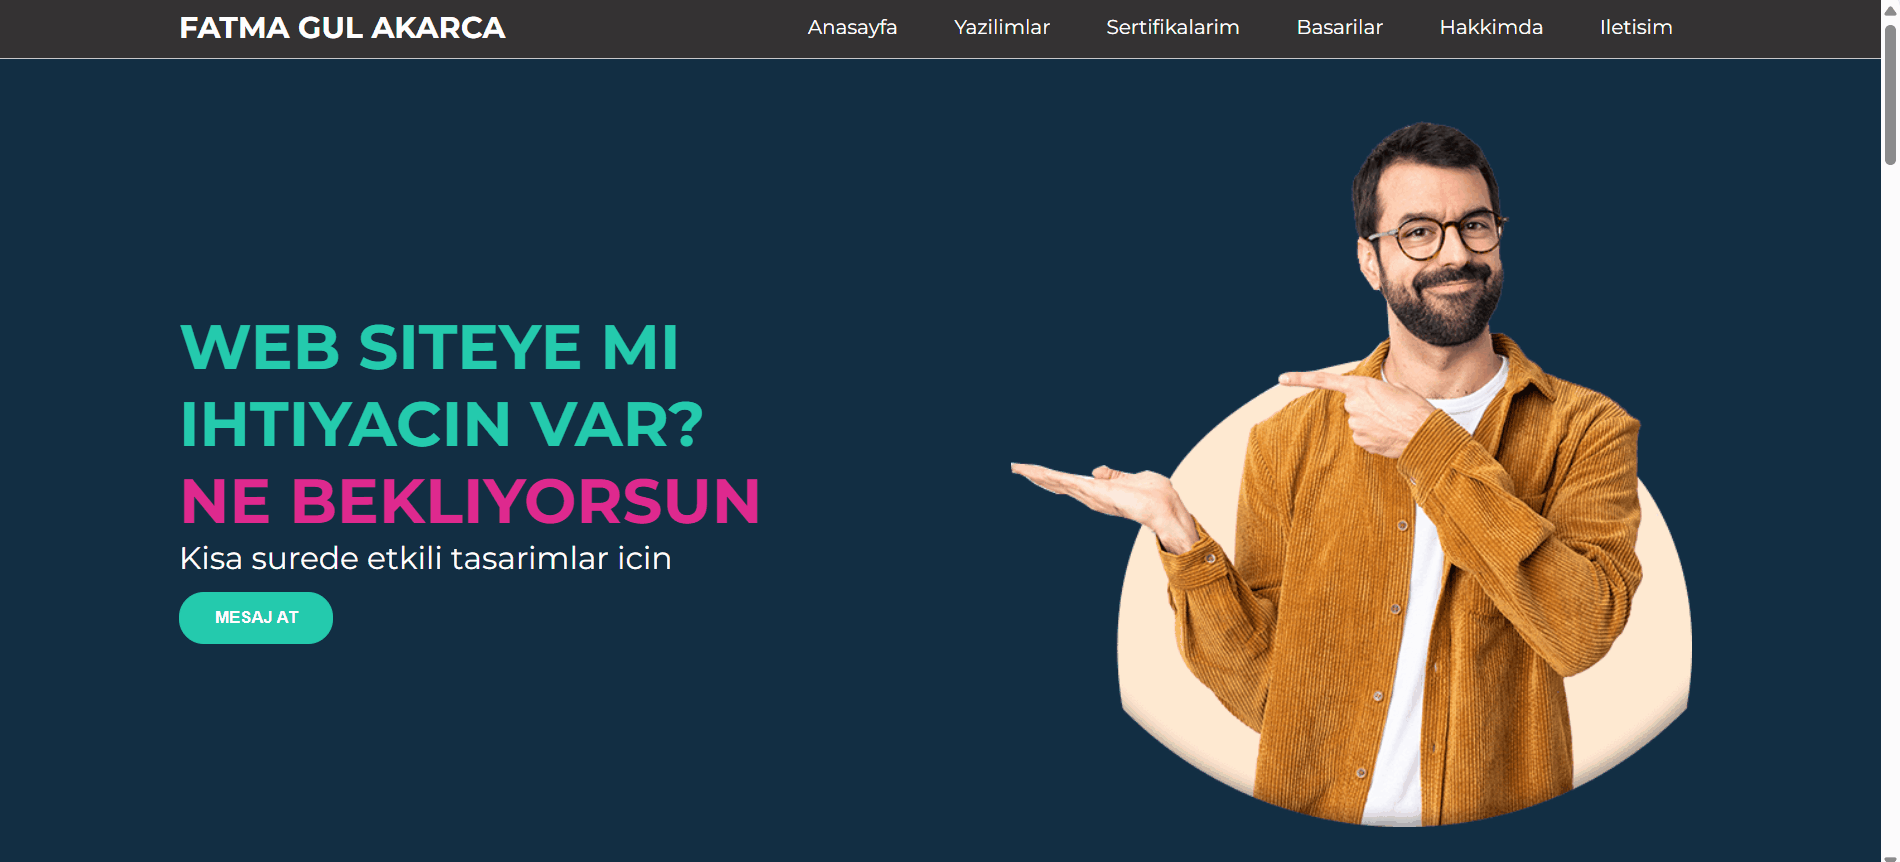 FATMA GUL AKARCA
Anasayfa Yazilimlar Sertifikalarim Basarilar Hakkimda Iletisim
WEB SITEYE MI
IHTIYACIN VAR?
NE BEKLIYORSUN
Kisa surede etkili tasarimlar icin
MESAJ AT